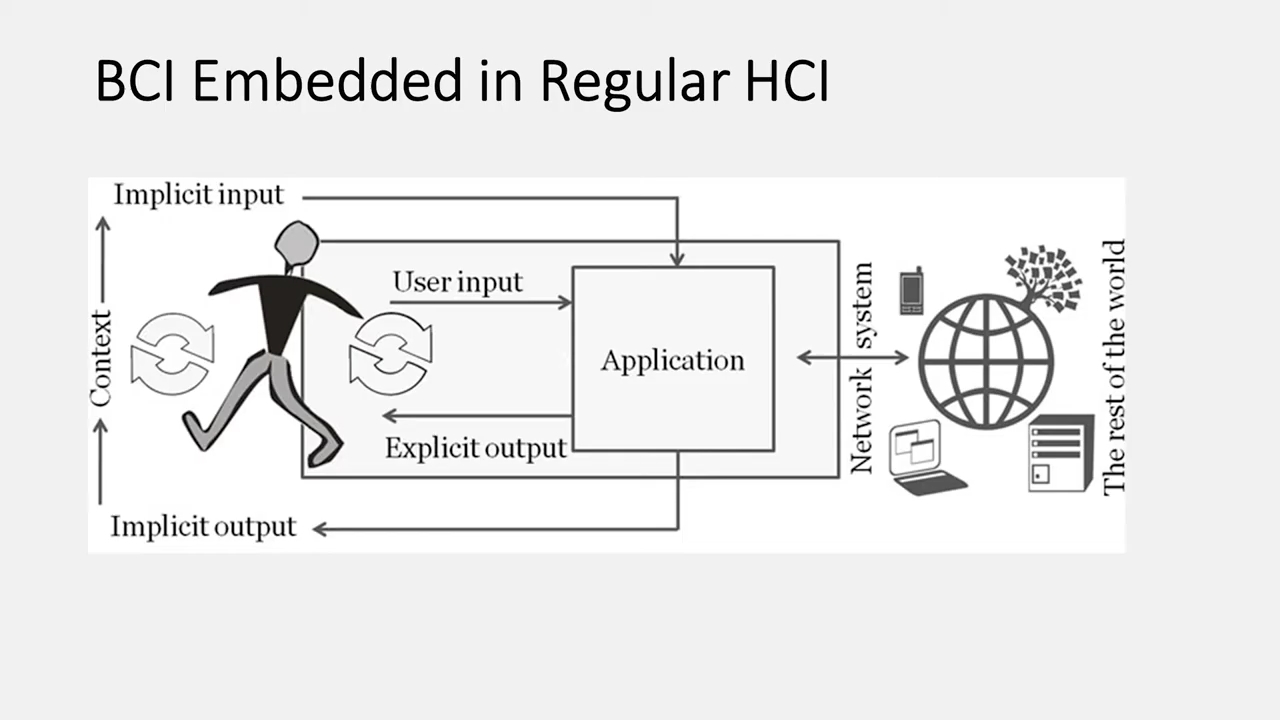 BCI Embedded in Regular HCI
Implicit input
User input
Context
Application
Network system
The rest of the world
Explicit output
Implicit output